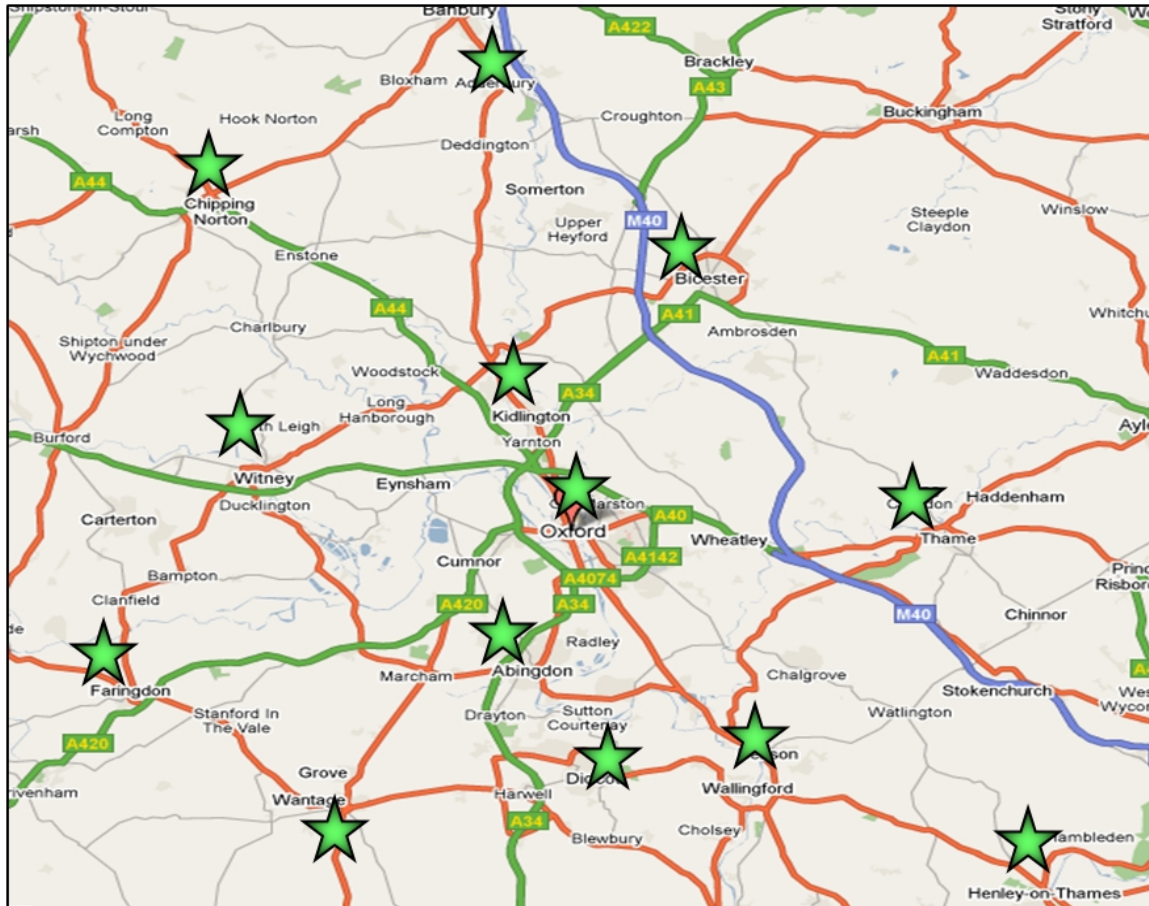 Shipston-on-Stour
Banbury
A422
Stony
Stratford
Brackley
Bloxham
A43
Long
Compton
Hook Norton
Croughton
Buckingham
Deddington
A44
Somerton
Chipping
Norton
Upper
Heyford
M40
Steeple
Claydon
Winslow
Enstone
Bicester
A44
A41
Charlbury
Ambrosden
Shipton under
Wychwood
A41
Woodstock
Waddesdon
A34
Long
Hanborough
Kidlington
Burford
Yarnton
Witney
Eynsham
Haddenham
Ducklington
Carterton
A40
Oxford
Wheatley
Thame
A4142
Cumnor
Bampton
A4074
Clanfield
A420
A34
M40
Chinnor
Radley
Abingdon
Marcham
Chalgrove
Faringdon
Stokenchurch
Stanford In
The Vale
Drayton
Sutton
Courtenay
Watlington
A420
Grove
Wantage
Harwell
Wallingford
A34
Blewbury
Cholsey
Henley-on-Thames